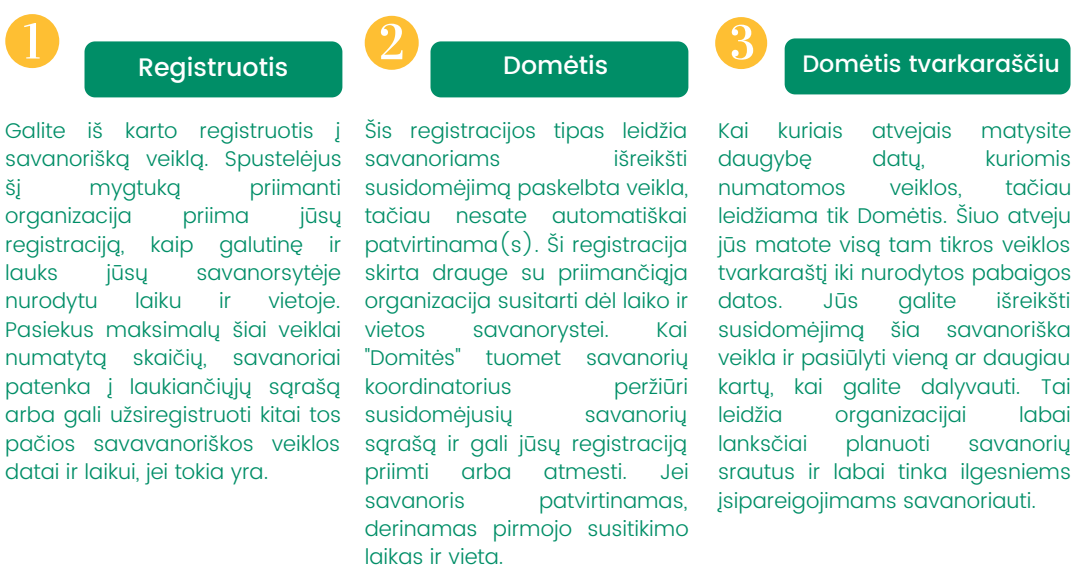 1
Registruotis
Galite iš karto registruotis į
savanorišką veiklą. Spustelėjus
šį mygtuką priimanti
organizacija priima jūsų
registraciją, kaip galutinę ir
lauks jūsų savanorsytėje
nurodytu laiku ir vietoje.
Pasiekus maksimalų šiai veiklai
numatytą skaičių, savanoriai
patenka į laukiančiųjų sąrašą
arba gali užsiregistruoti kitai tos
pačios savavanoriškos veiklos
datai ir laikui, jei tokia yra.
2
Domėtis
Šis registracijos tipas leidžia
savanoriams išreikšti
susidomėjimą paskelbta veikla,
tačiau nesate automatiškai
patvirtinama(s). Ši registracija
skirta drauge su priimančiąja
organizacija susitarti dėl laiko ir
vietos savanorystei. Kai
"Domitės" tuomet savanorių
koordinatorius peržiūri
susidomėjusių savanorių
sąrašą ir gali jūsų registraciją
priimti arba atmesti. Jei
savanoris patvirtinamas,
derinamas pirmojo susitikimo
laikas ir vieta.
3
Domėtis tvarkaraščiu
Kai kuriais atvejais matysite
daugybę datų, kuriomis
numatomos veiklos, tačiau
leidžiama tik Domėtis. Šiuo atveju
jūs matote visą tam tikros veiklos
tvarkaraštį iki nurodytos pabaigos
datos. Jūs galite išreikšti
susidomėjimą šia savanoriška
veikla ir pasiūlyti vieną ar daugiau
kartų, kai galite dalyvauti. Tai
leidžia organizacijai labai
lanksčiai planuoti savanorių
srautus ir labai tinka ilgesniems
įsipareigojimams savanoriauti.